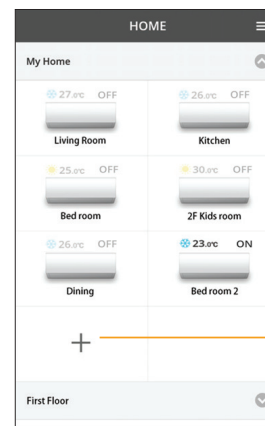 HOME
My Home
27.0°C OFF
26.0°C OFF
Living Room
Kitchen
25.0°C OFF
30.0°C OFF
Bed room
2F Kids room
26.0°C OFF
23.0°C ON
Dining
Bed room 2
First Floor